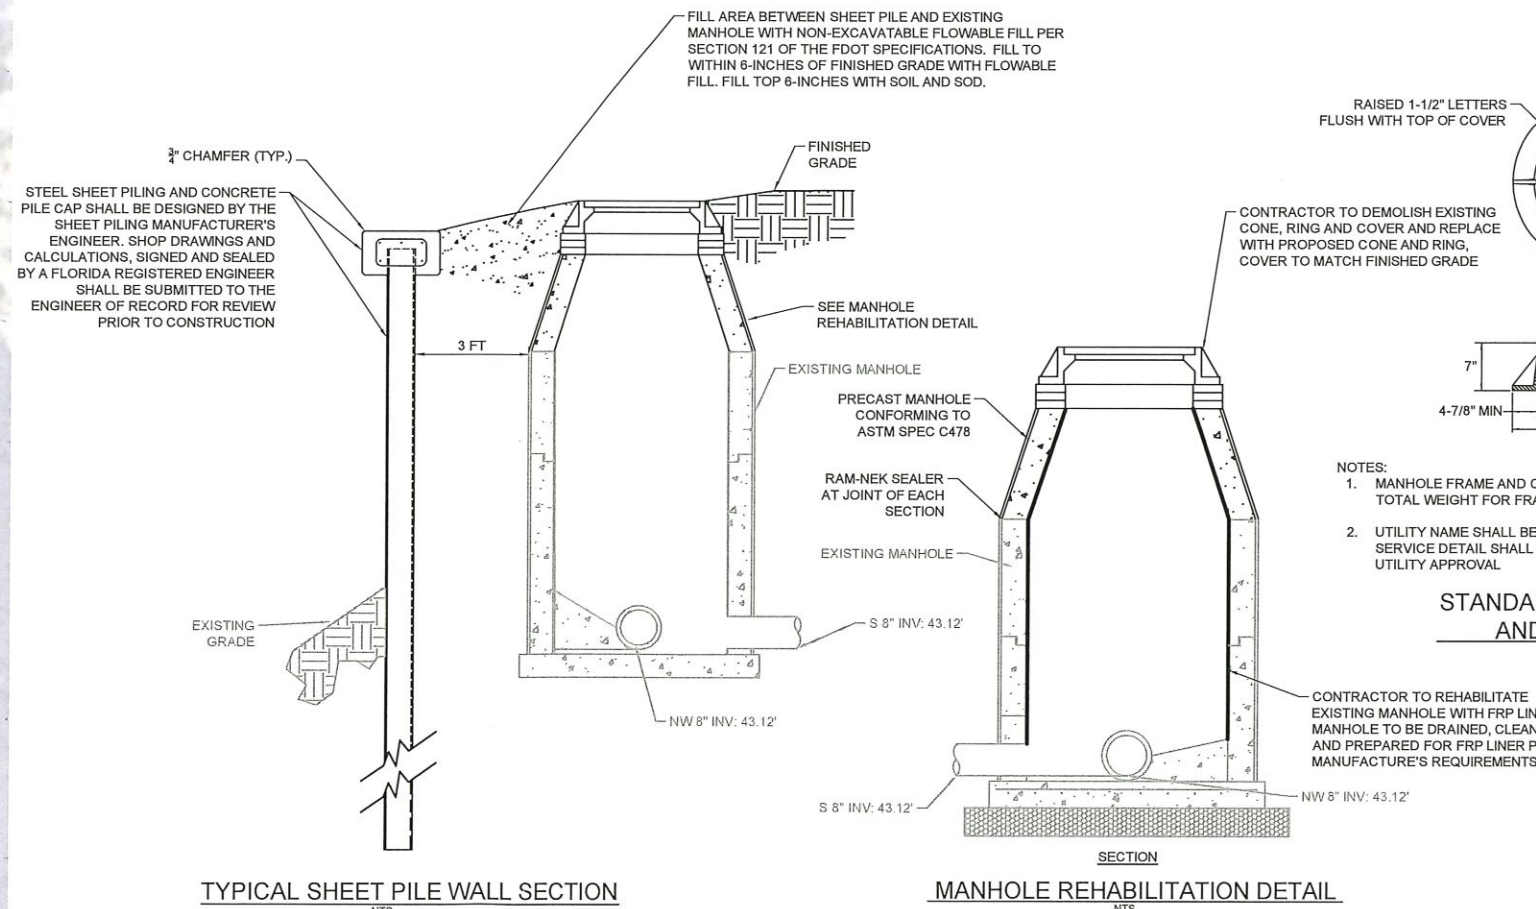 FILL AREA BETWEEN SHEET PILE AND EXISTING
MANHOLE WITH NON-EXCAVATABLE FLOWABLE FILL PER
SECTION 121 OF THE FDOT SPECIFICATIONS. FILL TO
WITHIN 6-INCHES OF FINISHED GRADE WITH FLOWABLE
FILL. FILL TOP 6-INCHES WITH SOIL AND SOD.
3/4" CHAMFER (TYP.)
STEEL SHEET PILING AND CONCRETE
PILE CAP SHALL BE DESIGNED BY THE
SHEET PILING MANUFACTURER'S
ENGINEER. SHOP DRAWINGS AND
CALCULATIONS, SIGNED AND SEALED
BY A FLORIDA REGISTERED ENGINEER
SHALL BE SUBMITTED TO THE
ENGINEER OF RECORD FOR REVIEW
PRIOR TO CONSTRUCTION
FINISHED
GRADE
3 FT
SEE MANHOLE
REHABILITATION DETAIL
EXISTING MANHOLE
EXISTING
GRADE
S 8" INV: 43.12'
NW 8" INV: 43.12'
TYPICAL SHEET PILE WALL SECTION
NTS
CONTRACTOR TO DEMOLISH EXISTING
CONE, RING AND COVER AND REPLACE
WITH PROPOSED CONE AND RING,
COVER TO MATCH FINISHED GRADE
PRECAST MANHOLE
CONFORMING TO
ASTM SPEC C478
RAM-NEK SEALER
AT JOINT OF EACH
SECTION
EXISTING MANHOLE
CONTRACTOR TO REHABILITATE
EXISTING MANHOLE WITH FRP LIN
MANHOLE TO BE DRAINED, CLEAN
AND PREPARED FOR FRP LINER P
MANUFACTURE'S REQUIREMENTS
S 8" INV: 43.12'
NW 8" INV: 43.12'
SECTION
MANHOLE REHABILITATION DETAIL
NTS
RAISED 1-1/2" LETTERS
FLUSH WITH TOP OF COVER
7"
4-7/8" MIN
NOTES:
1. MANHOLE FRAME AND C
TOTAL WEIGHT FOR FRA
2. UTILITY NAME SHALL BE
SERVICE DETAIL SHALL
UTILITY APPROVAL
STANDA
AND